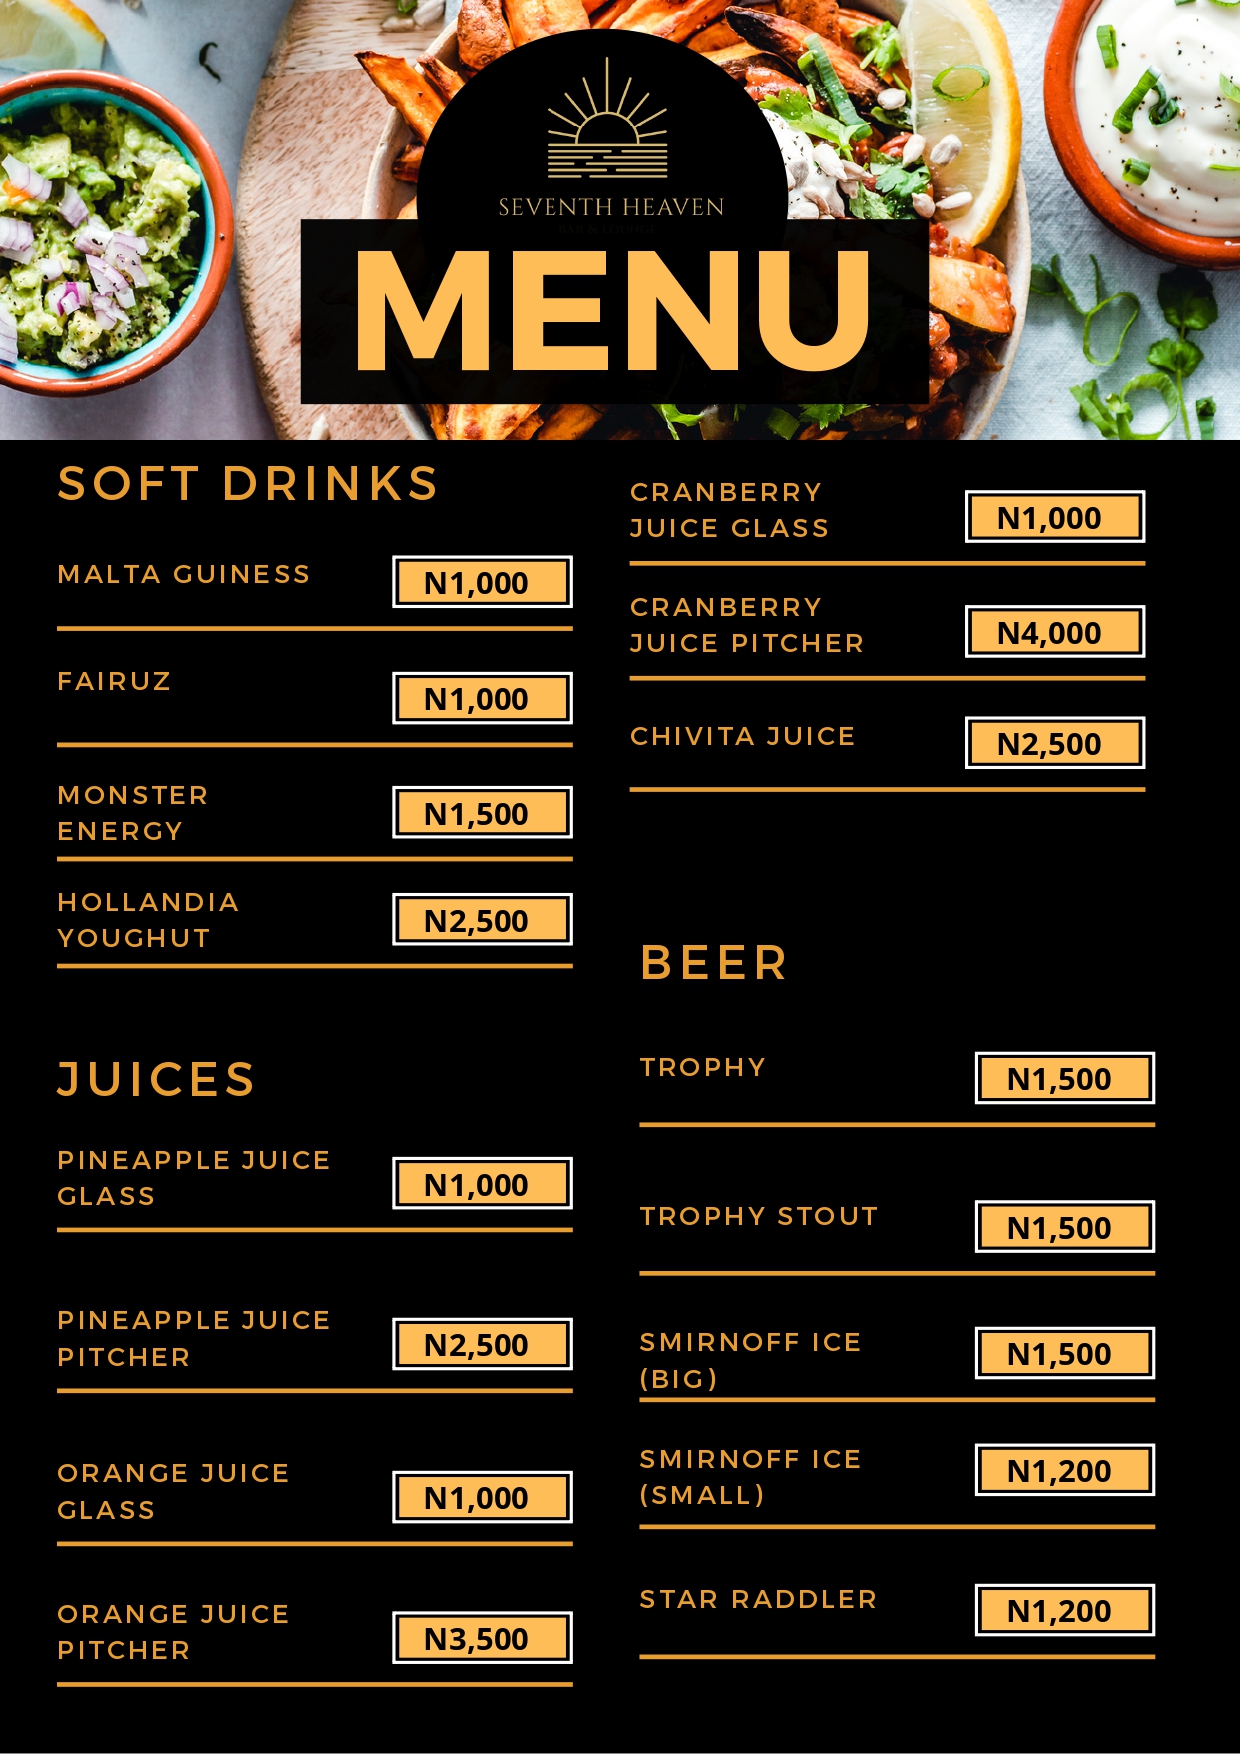 SEVENTH HEAVEN
BAR & LOUNGE
MENU
SOFT DRINKS
MALTA GUINESS
N1,000
FAIRUZ
N1,000
MONSTER
ENERGY
N1,500
HOLLANDIA
YOUGHUT
N2,500
JUICES
PINEAPPLE JUICE
GLASS
N1,000
PINEAPPLE JUICE
PITCHER
N2,500
ORANGE JUICE
GLASS
N1,000
ORANGE JUICE
PITCHER
N3,500
CRANBERRY
JUICE GLASS
N1,000
CRANBERRY
JUICE PITCHER
N4,000
CHIVITA JUICE
N2,500
BEER
TROPHY
N1,500
TROPHY STOUT
N1,500
SMIRNOFF ICE
(BIG)
N1,500
SMIRNOFF ICE
(SMALL)
N1,200
STAR RADDLER
N1,200